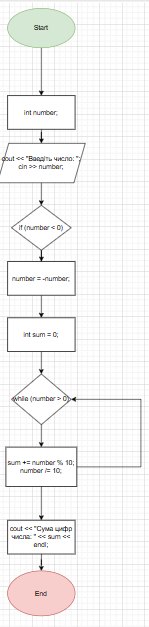 Start
int number;
cout << "Введіть число: ";
cin >> number;
if (number < 0)
number = -number;
int sum = 0;
while (number > 0)
sum += number % 10;
number /= 10;
cout << "Сума цифр
числа: " << sum <<
endl;
End